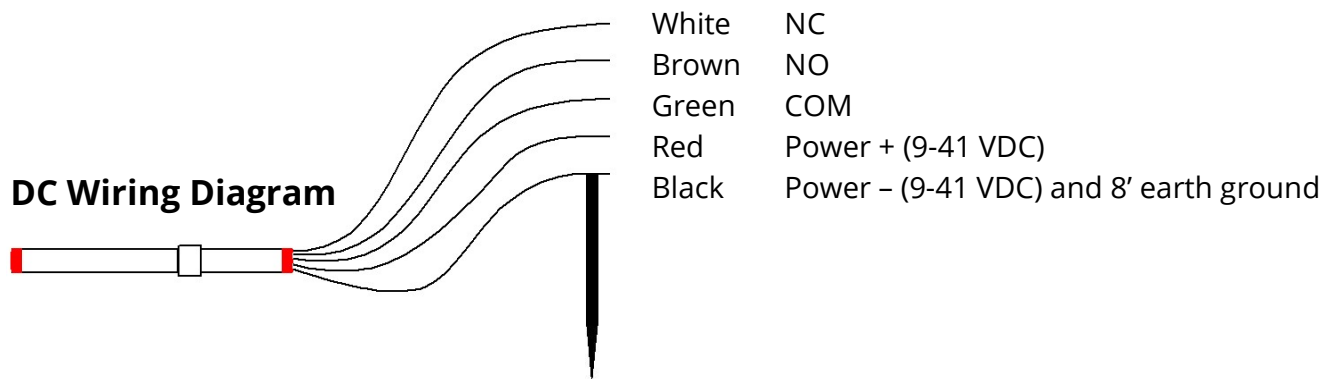 White NC
Brown NO
Green COM
Red Power + (9-41 VDC)
Black Power – (9-41 VDC) and 8’ earth ground
DC Wiring Diagram